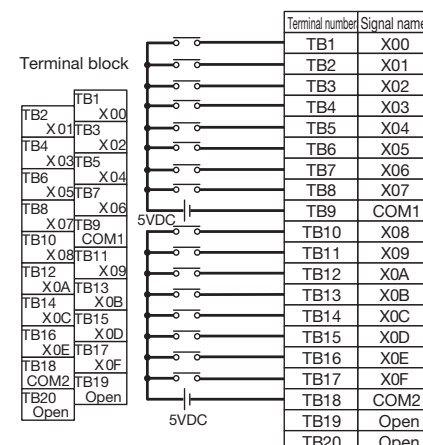 Terminal block
TB1
X00
TB2
X01
TB3
X02
TB4
X03
TB5
X04
TB6
X05
TB7
X06
TB8
X07
TB9
COM1
TB10
X08
TB11
X09
TB12
X0A
TB13
X0B
TB14
X0C
TB15
X0D
TB16
X0E
TB17
X0F
TB18
COM2
TB19
Open
TB20
Open
5VDC
5VDC
Terminal number Signal name
TB1 X00
TB2 X01
TB3 X02
TB4 X03
TB5 X04
TB6 X05
TB7 X06
TB8 X07
TB9 COM1
TB10 X08
TB11 X09
TB12 X0A
TB13 X0B
TB14 X0C
TB15 X0D
TB16 X0E
TB17 X0F
TB18 COM2
TB19 Open
TB20 Open